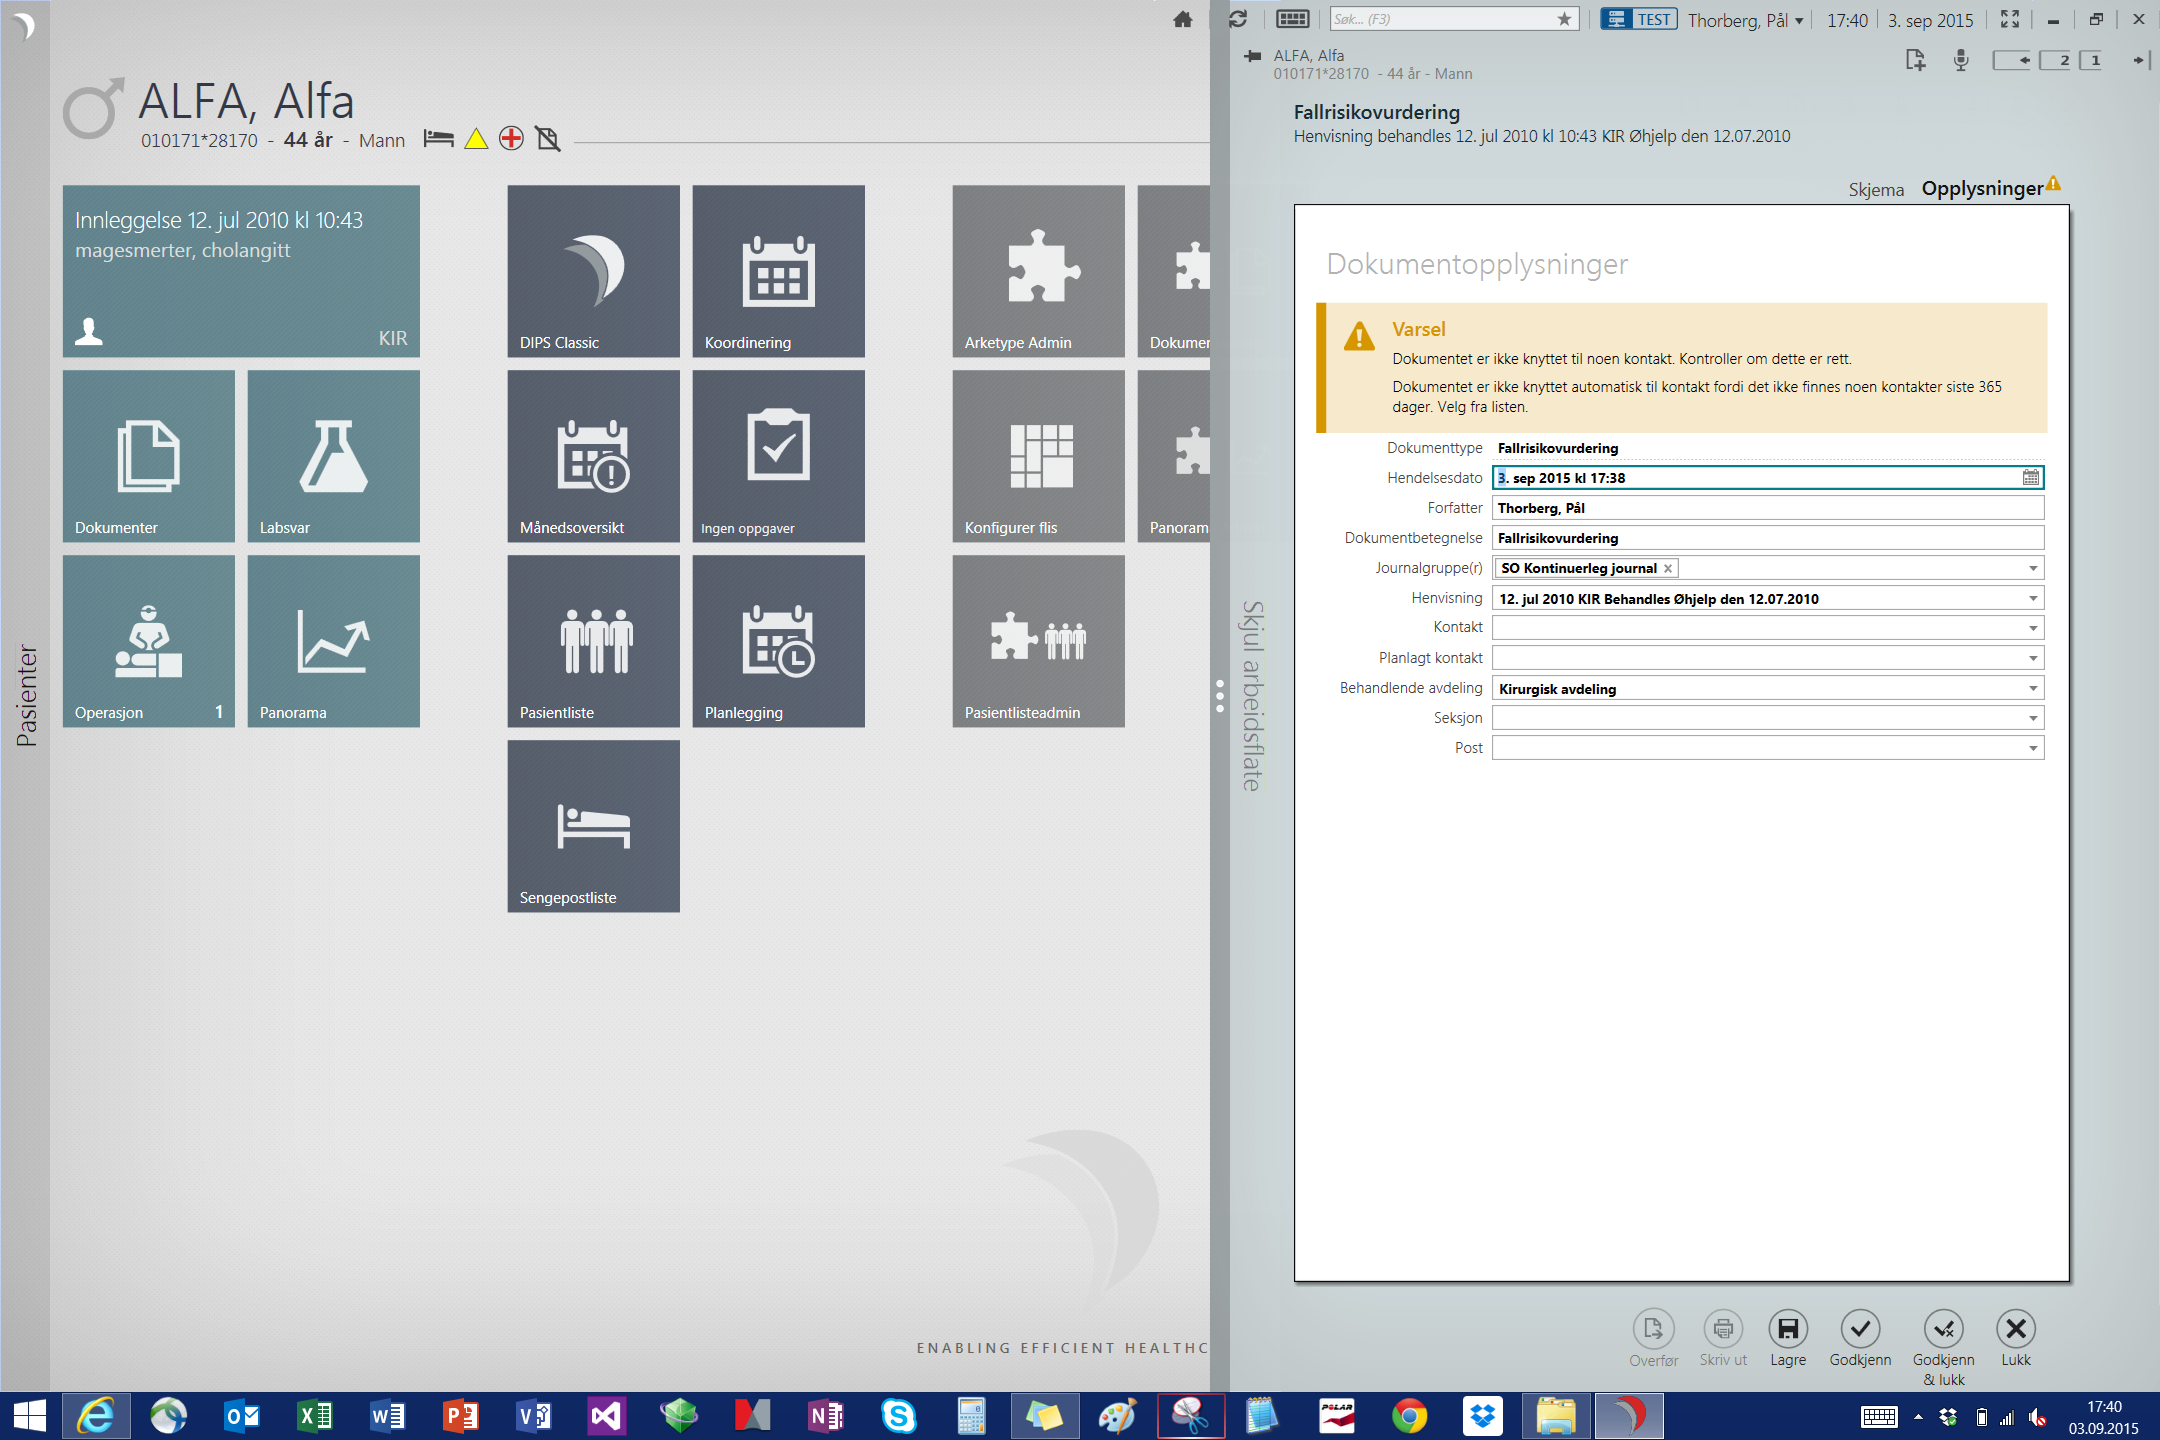 Pasienter
ALFA, Alfa
010171*28170 - 44 år - Mann
Innleggelse 12. jul 2010 kl 10:43
magesmerter, cholangitt
KIR
DIPS Classic
Koordinering
Arketype Admin
Dokumen
Dokumenter
Labsvar
Månedsoversikt
Ingen oppgaver
Konfigurer flis
Panoram
Operasjon 1
Panorama
Pasientliste
Planlegging
Pasientlisteadmin
Sengepostliste
ENABLING EFFICIENT HEALTHC
Skjul arbeidsflate
Søk... (F3)
TEST
Thorberg, Pål
17:40
3. sep 2015
ALFA, Alfa
010171*28170 - 44 år - Mann
2
1
Fallrisikovurdering
Henvisning behandles 12. jul 2010 kl 10:43 KIR Øhjelp den 12.07.2010
Skjema Opplysninger
Dokumentopplysninger
Varsel
Dokumentet er ikke knyttet til noen kontakt. Kontroller om dette er rett.
Dokumentet er ikke knyttet automatisk til kontakt fordi det ikke finnes noen kontakter siste 365
dager. Velg fra listen.
Dokumenttype Fallrisikovurdering
Hendelsesdato 3. sep 2015 kl 17:38
Forfatter Thorberg, Pål
Dokumentbetegnelse Fallrisikovurdering
Journalgruppe(r) SO Kontinuerleg journal ×
Henvisning 12. jul 2010 KIR Behandles Øhjelp den 12.07.2010
Kontakt
Planlagt kontakt
Behandlende avdeling Kirurgisk avdeling
Seksjon
Post
Overfør
Skriv ut
Lagre
Godkjenn
Godkjenn
& lukk
Lukk
POLAR
17:40
03.09.2015